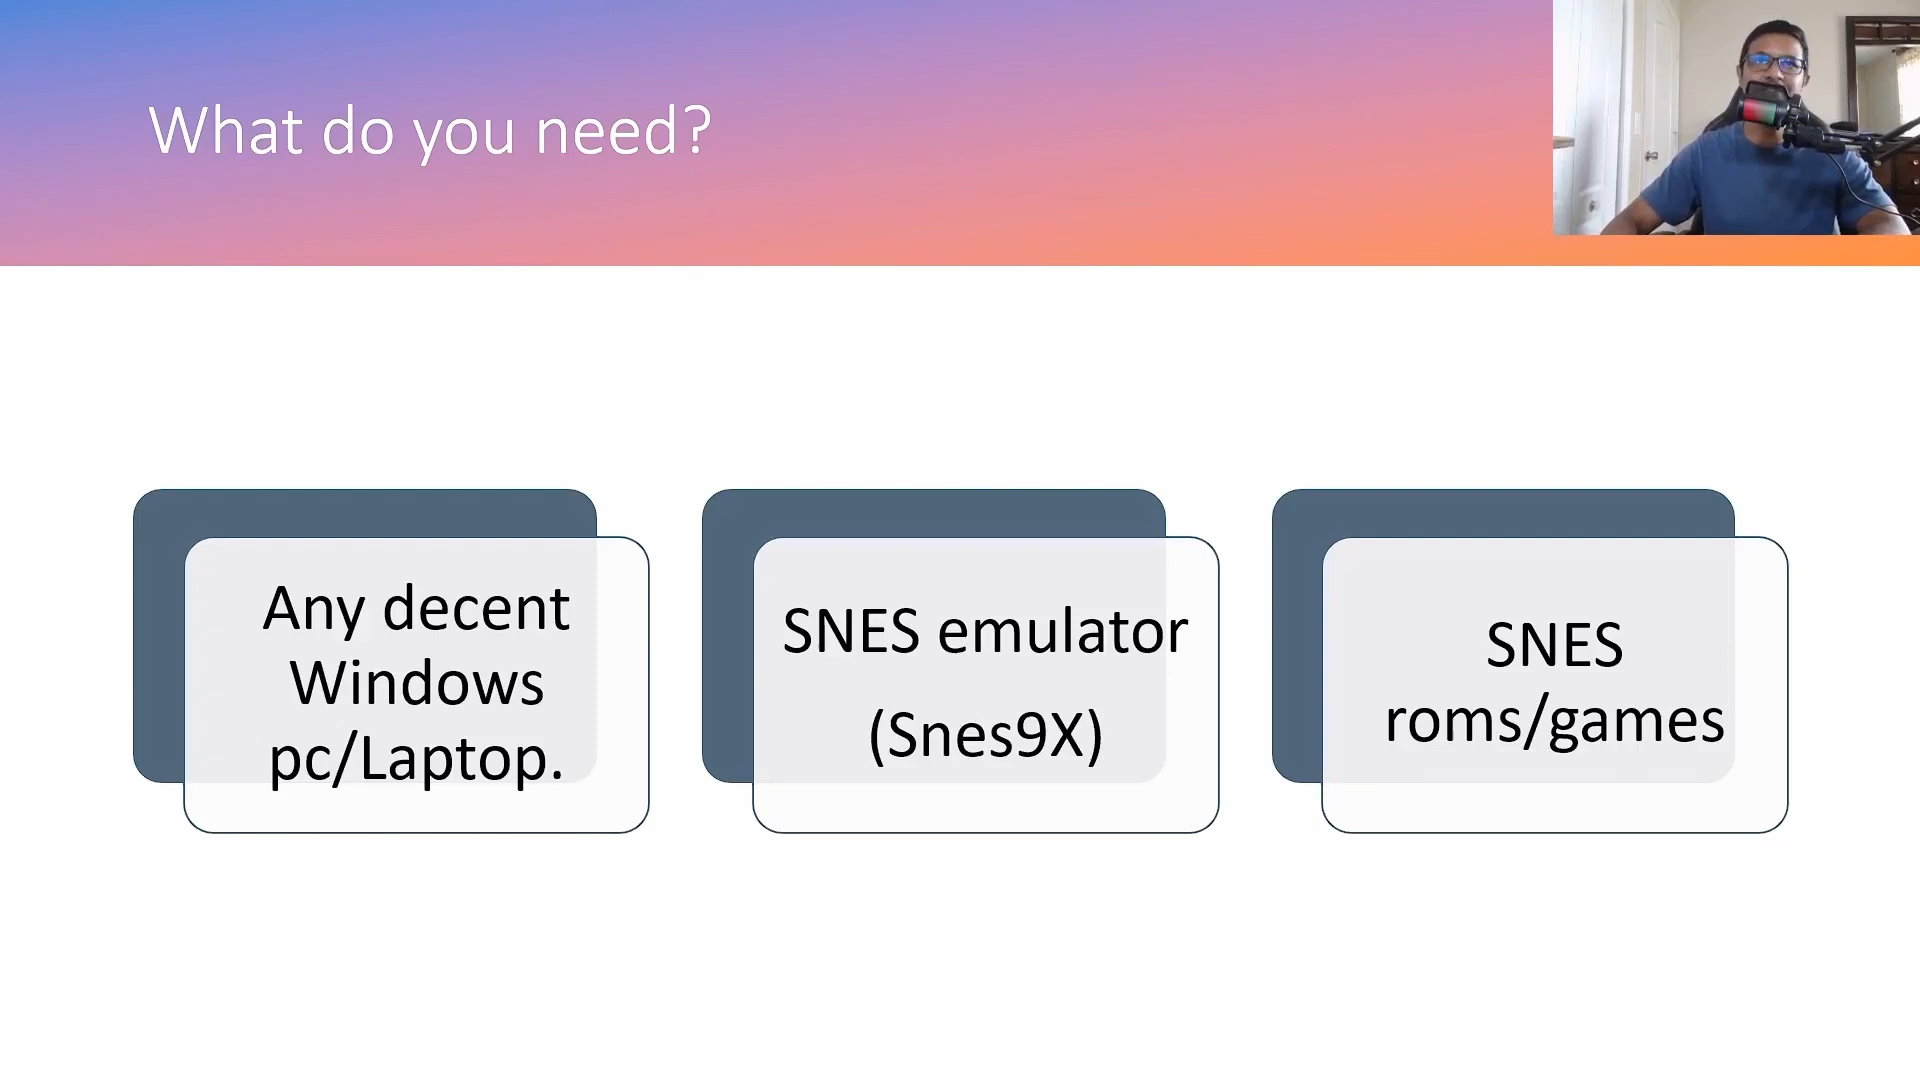 What do you need?
Any decent
Windows
pc/Laptop.
SNES emulator
(Snes9X)
SNES
roms/games